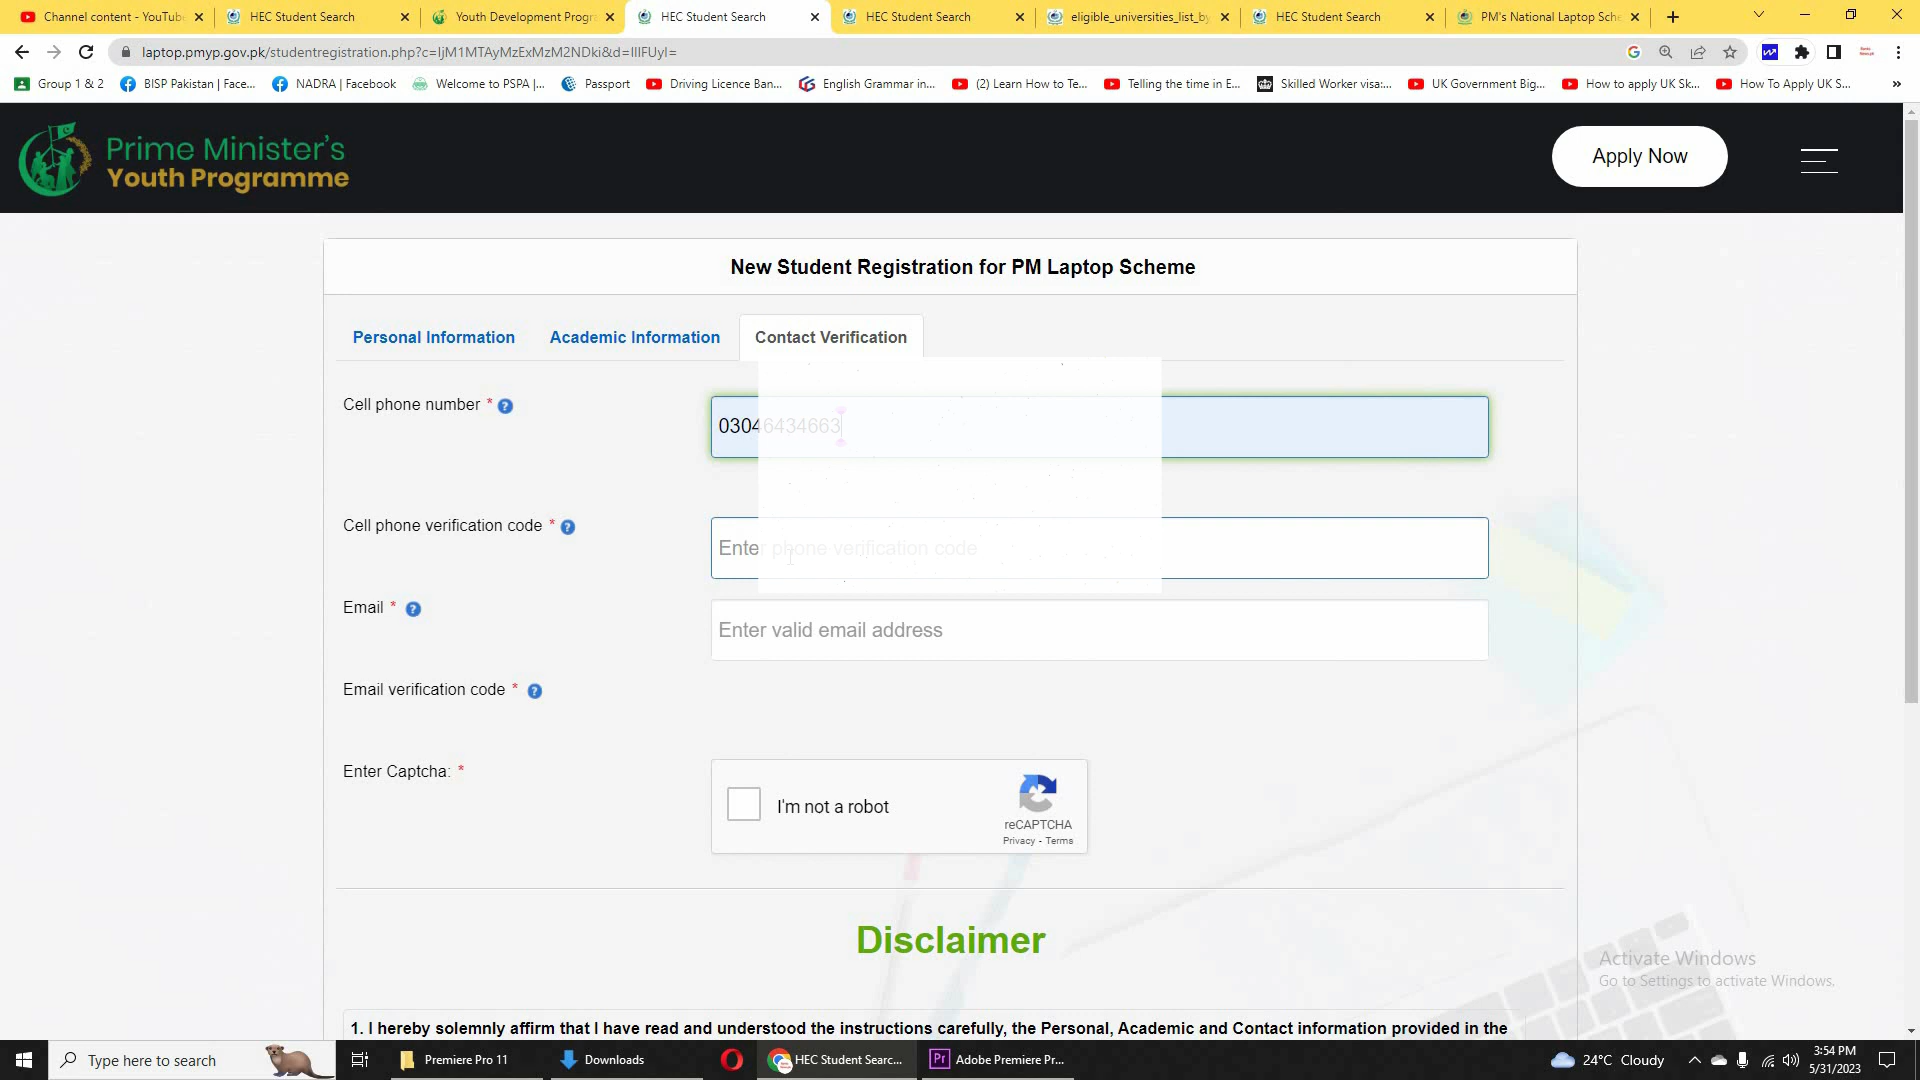 Channel content - YouTube
HEC Student Search
Youth Development Progr
HEC Student Search
HEC Student Search
eligible_universities_list_by
HEC Student Search
PM's National Laptop Sche
laptop.pmyp.gov.pk/studentregistration.php?c=IjM1MTAyMzExMzM2NDki&d=IIIFUyI=
Group 1 & 2
BISP Pakistan | Face...
NADRA | Facebook
Welcome to PSPA |...
Passport
Driving Licence Ban...
English Grammar in...
(2) Learn How to Te...
Telling the time in E...
Skilled Worker visa:...
UK Government Big...
How to apply UK Sk...
How To Apply UK S...
»
Prime Minister's
Youth Programme
Apply Now
New Student Registration for PM Laptop Scheme
Personal Information
Academic Information
Contact Verification
Cell phone number *
03046434663
Cell phone verification code *
Enter phone verification code
Email *
Enter valid email address
Email verification code *
Enter Captcha: *
I'm not a robot
reCAPTCHA
Privacy - Terms
Disclaimer
Activate Windows
Go to Settings to activate Windows.
1. I hereby solemnly affirm that I have read and understood the instructions carefully, the Personal, Academic and Contact information provided in the
Type here to search
Premiere Pro 11
Downloads
HEC Student Searc...
Adobe Premiere Pr...
24°C Cloudy
3:54 PM
5/31/2023